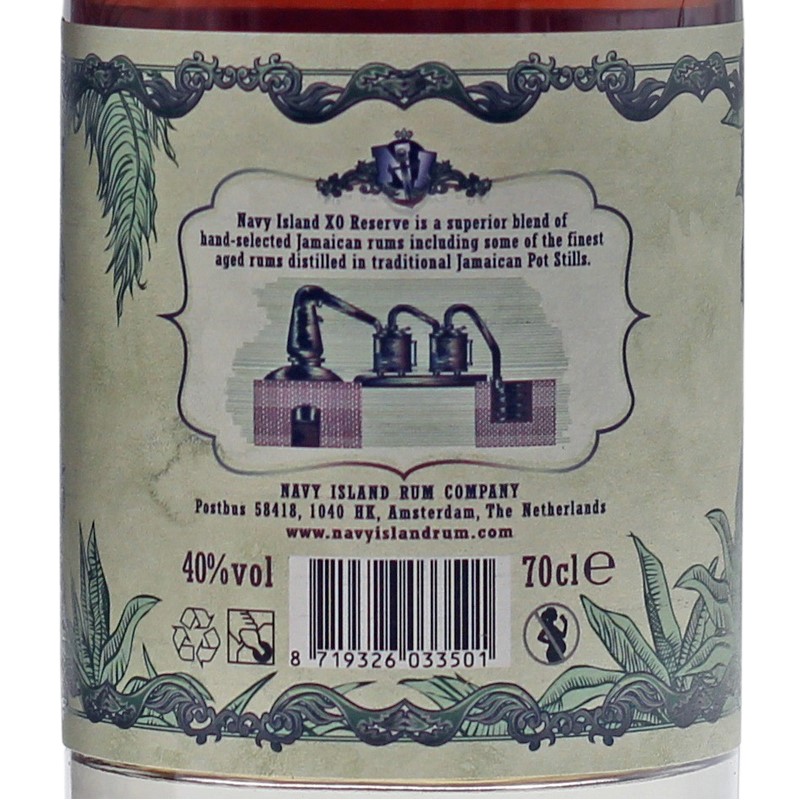 Navy Island XO Reserve is a superior blend of
hand-selected Jamaican rums including some of the finest
aged rums distilled in traditional Jamaican Pot Stills.
NAVY ISLAND RUM COMPANY
Postbus 58418, 1040 HK, Amsterdam, The Netherlands
www.navyislandrum.com
40%vol
70cl e
8 719326 033501